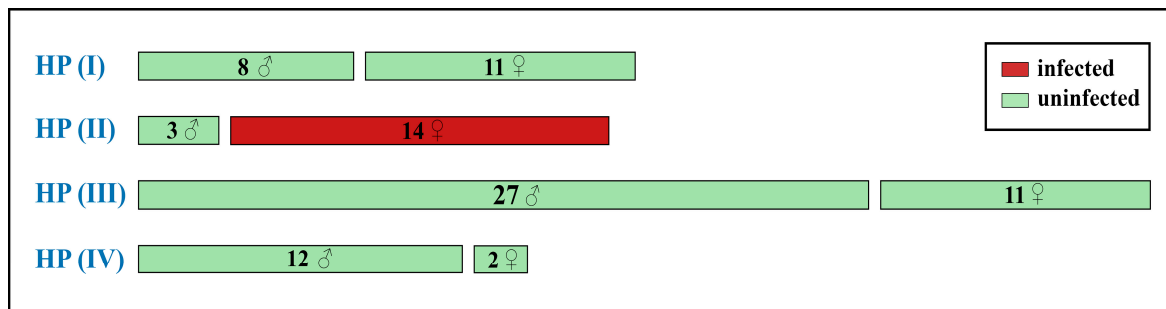 HP (I) 8 ♂ 11 ♀
infected
uninfected
HP (II) 3 ♂ 14 ♀
HP (III) 27 ♂ 11 ♀
HP (IV) 12 ♂ 2 ♀